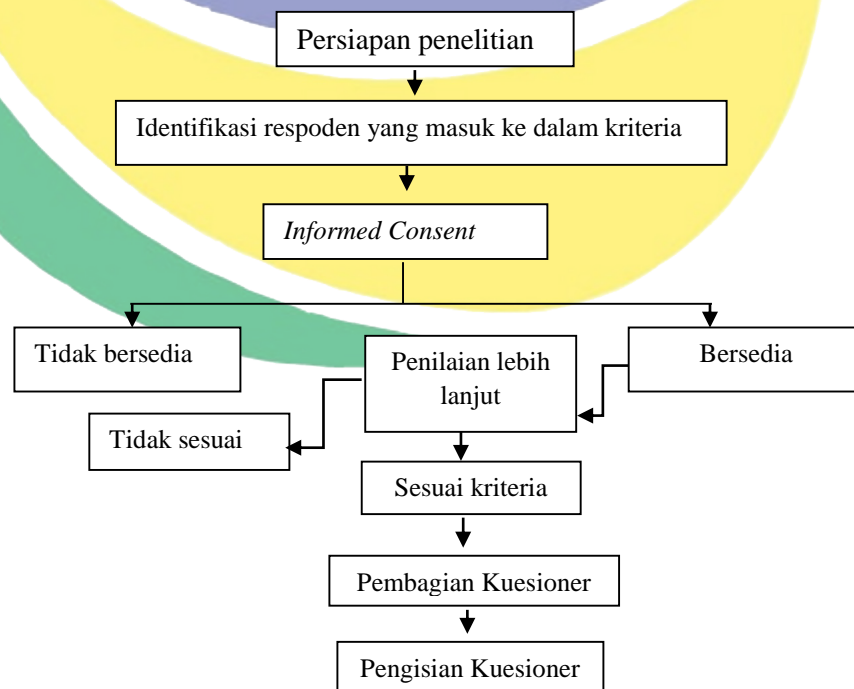 Persiapan penelitian
Identifikasi respoden yang masuk ke dalam kriteria
Informed Consent
Tidak bersedia
Penilaian lebih
lanjut
Bersedia
Tidak sesuai
Sesuai kriteria
Pembagian Kuesioner
Pengisian Kuesioner